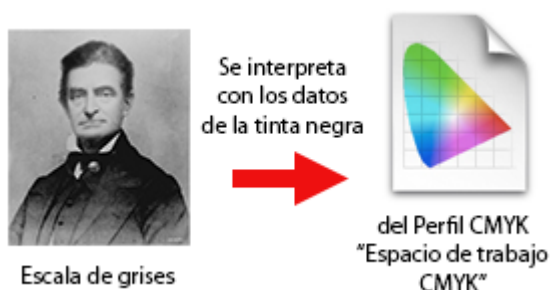 Se interpreta
con los datos
de la tinta negra
del Perfil CMYK
“Espacio de trabajo
CMYK”
Escala de grises